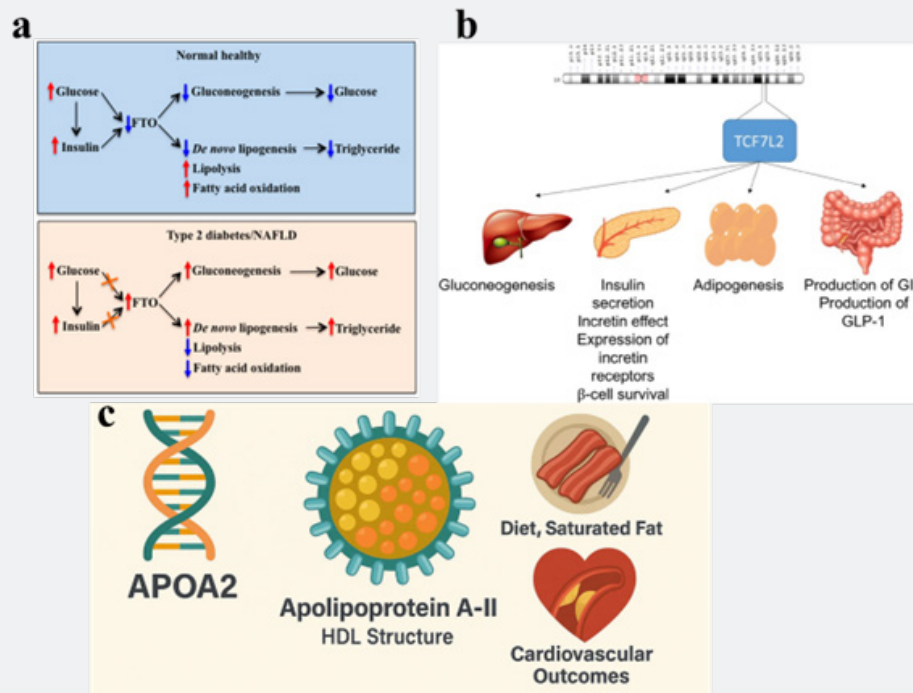 a
Normal healthy
Glucose
Gluconeogenesis
Glucose
FTO
Insulin
De novo lipogenesis
Triglyceride
Lipolysis
Fatty acid oxidation
Type 2 diabetes/NAFLD
Glucose
Gluconeogenesis
Glucose
FTO
Insulin
De novo lipogenesis
Triglyceride
Lipolysis
Fatty acid oxidation
b
TCF7L2
Gluconeogenesis
Insulin
secretion
Incretin effect
Expression of
incretin
receptors
β-cell survival
Adipogenesis
Production of Gl
Production of
GLP-1
c
APOA2
Apolipoprotein A-II
HDL Structure
Diet, Saturated Fat
Cardiovascular
Outcomes